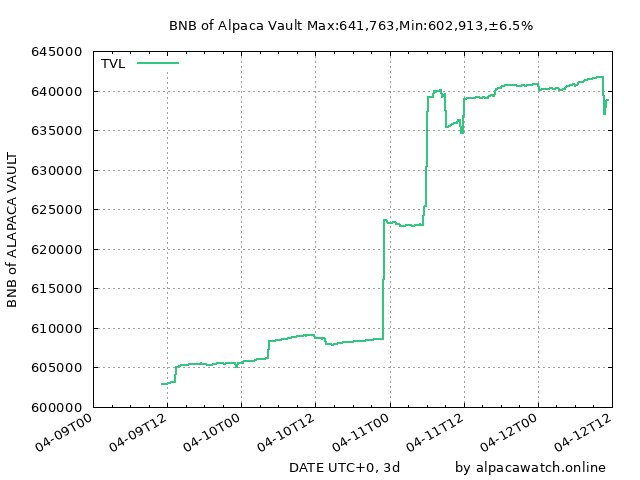 BNB of Alpaca Vault Max:641,763,Min:602,913,±6.5%
TVL
BNB of ALAPACA VAULT
645000
640000
635000
630000
625000
620000
615000
610000
605000
600000
04-09T00
04-09T12
04-10T00
04-10T12
04-11T00
04-11T12
04-12T00
04-12T12
DATE UTC+0, 3d
by alpacawatch.online